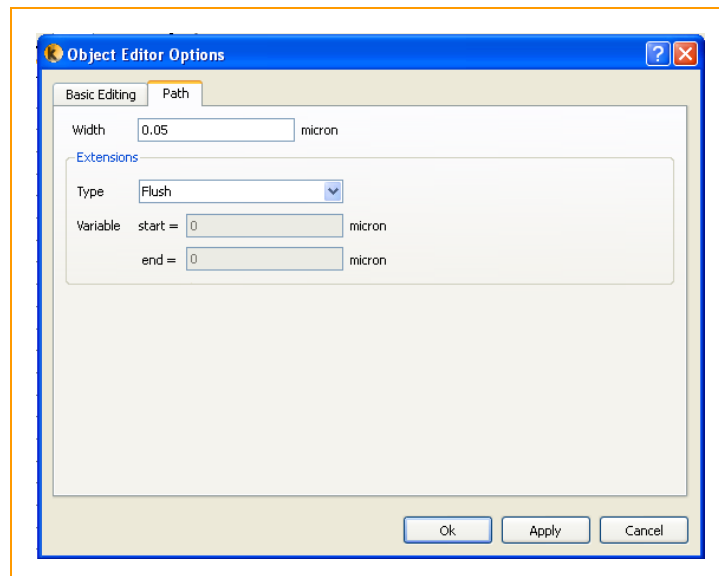 Object Editor Options
Basic Editing Path
Width 0.05 micron
Extensions
Type Flush
Variable start = 0 micron
end = 0 micron
Ok Apply Cancel